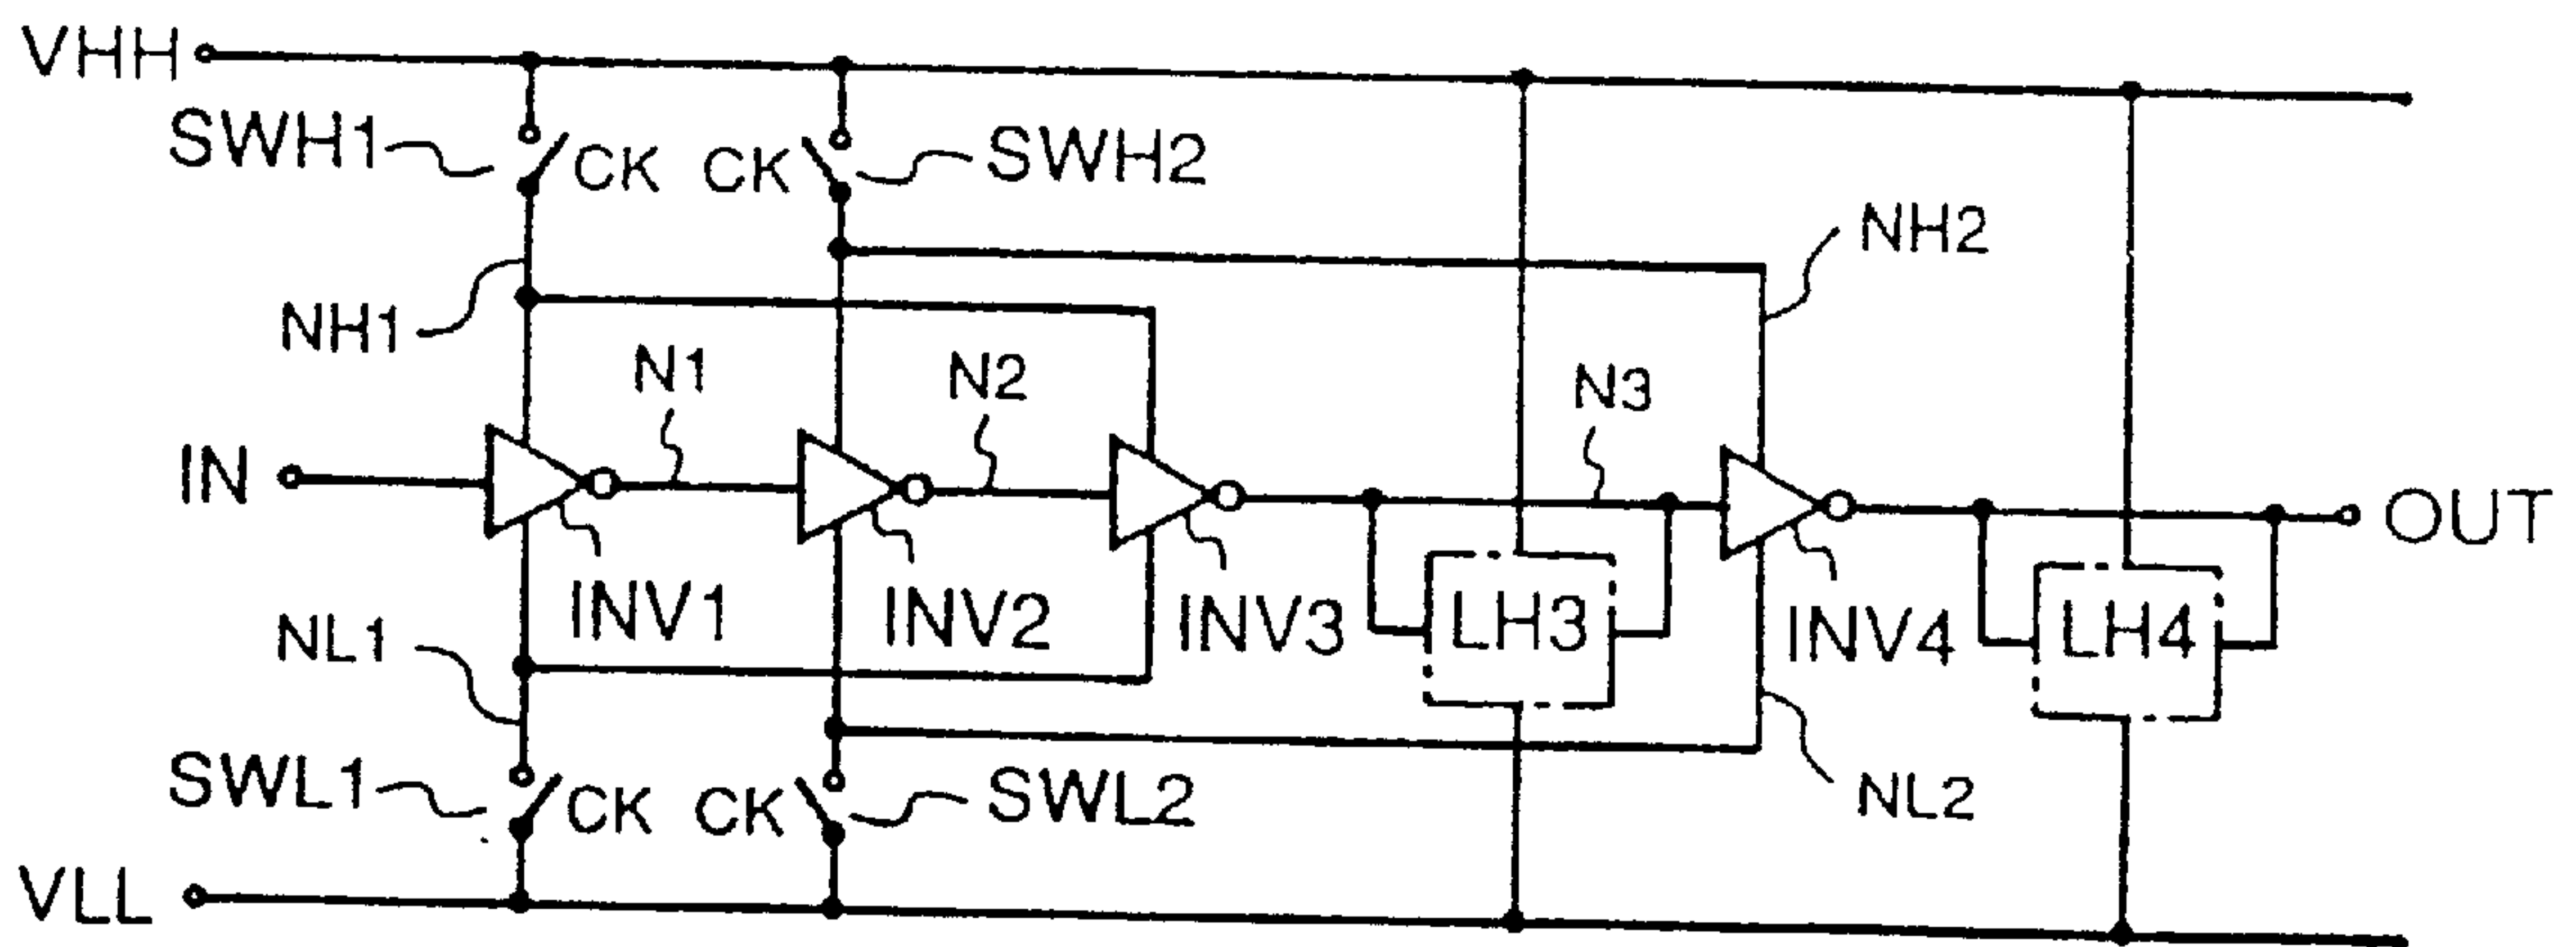 VHH
SWH1 CK CK SWH2
NH2
NH1
N1 N2 N3
IN OUT
INV1 INV2 INV3 LH3 INV4 LH4
NL1
SWL1 CK CK SWL2 NL2
VLL